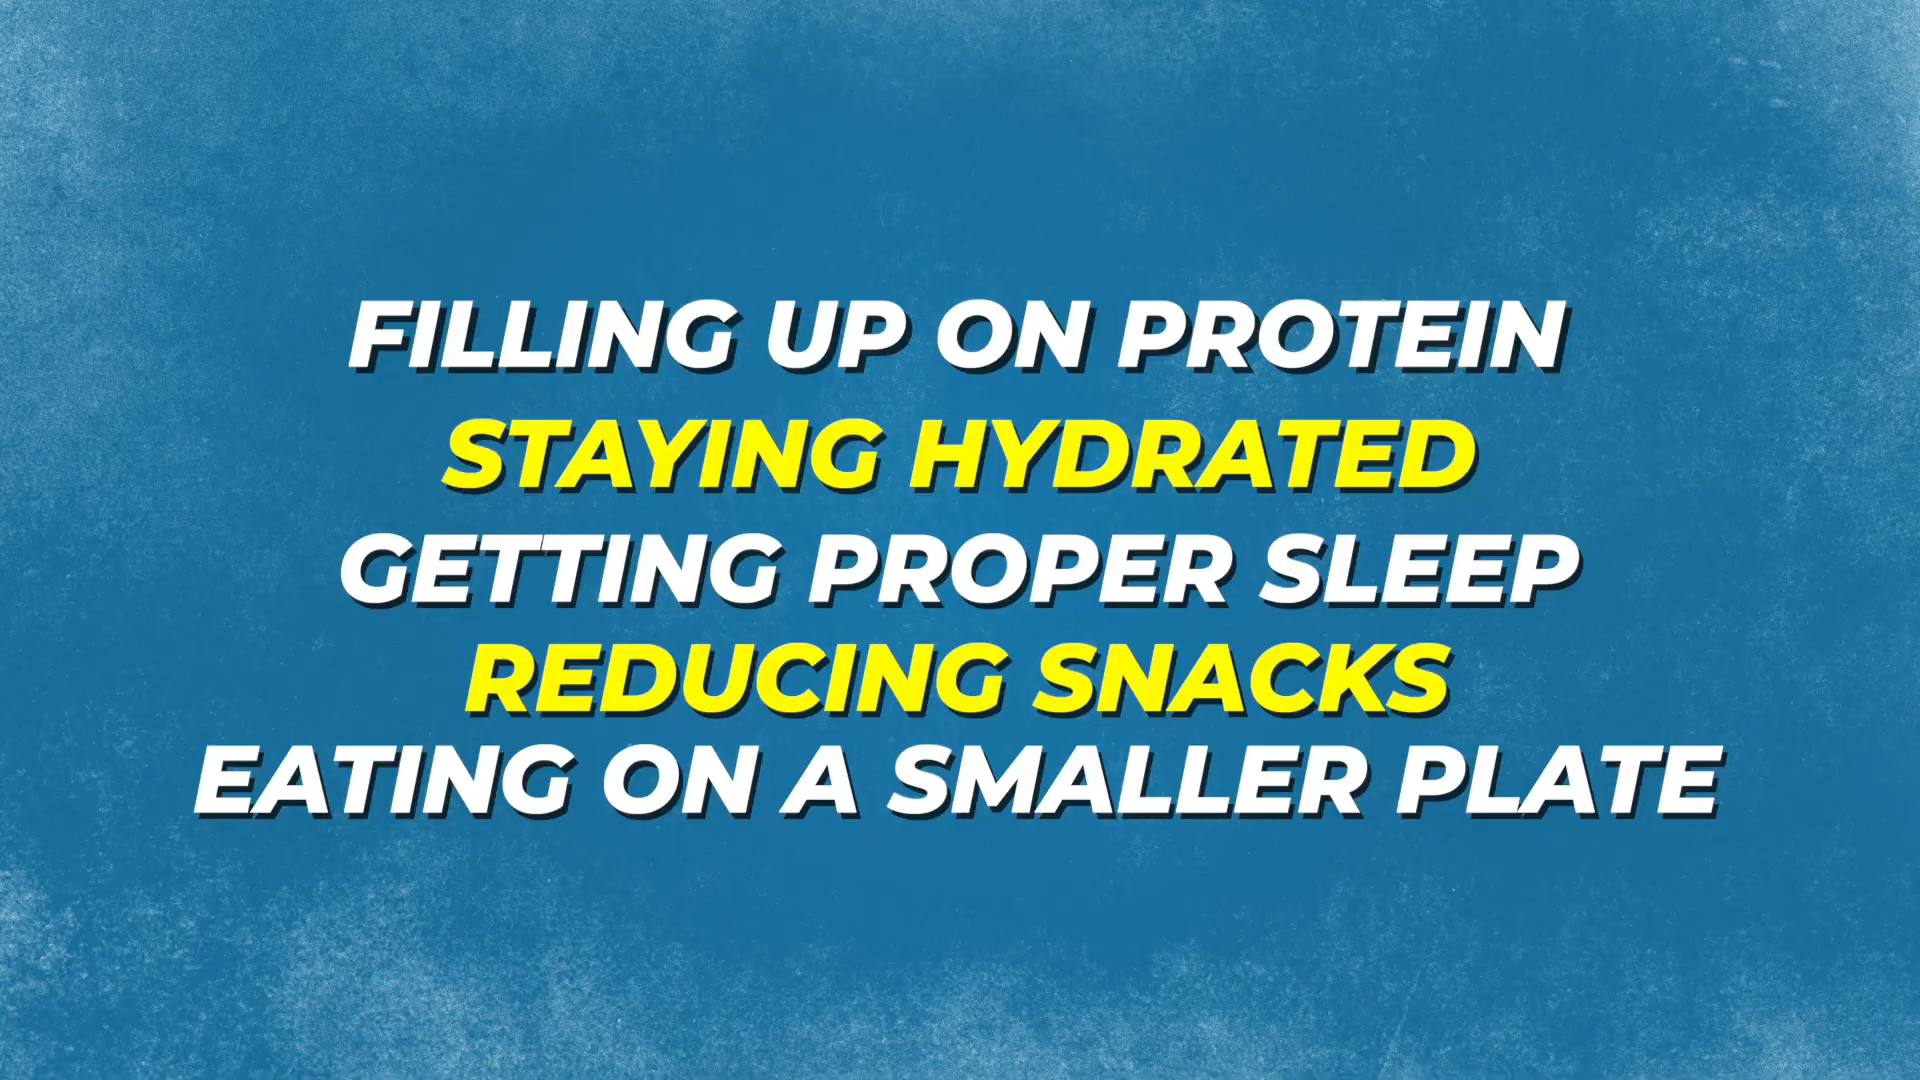 FILLING UP ON PROTEIN
STAYING HYDRATED
GETTING PROPER SLEEP
REDUCING SNACKS
EATING ON A SMALLER PLATE